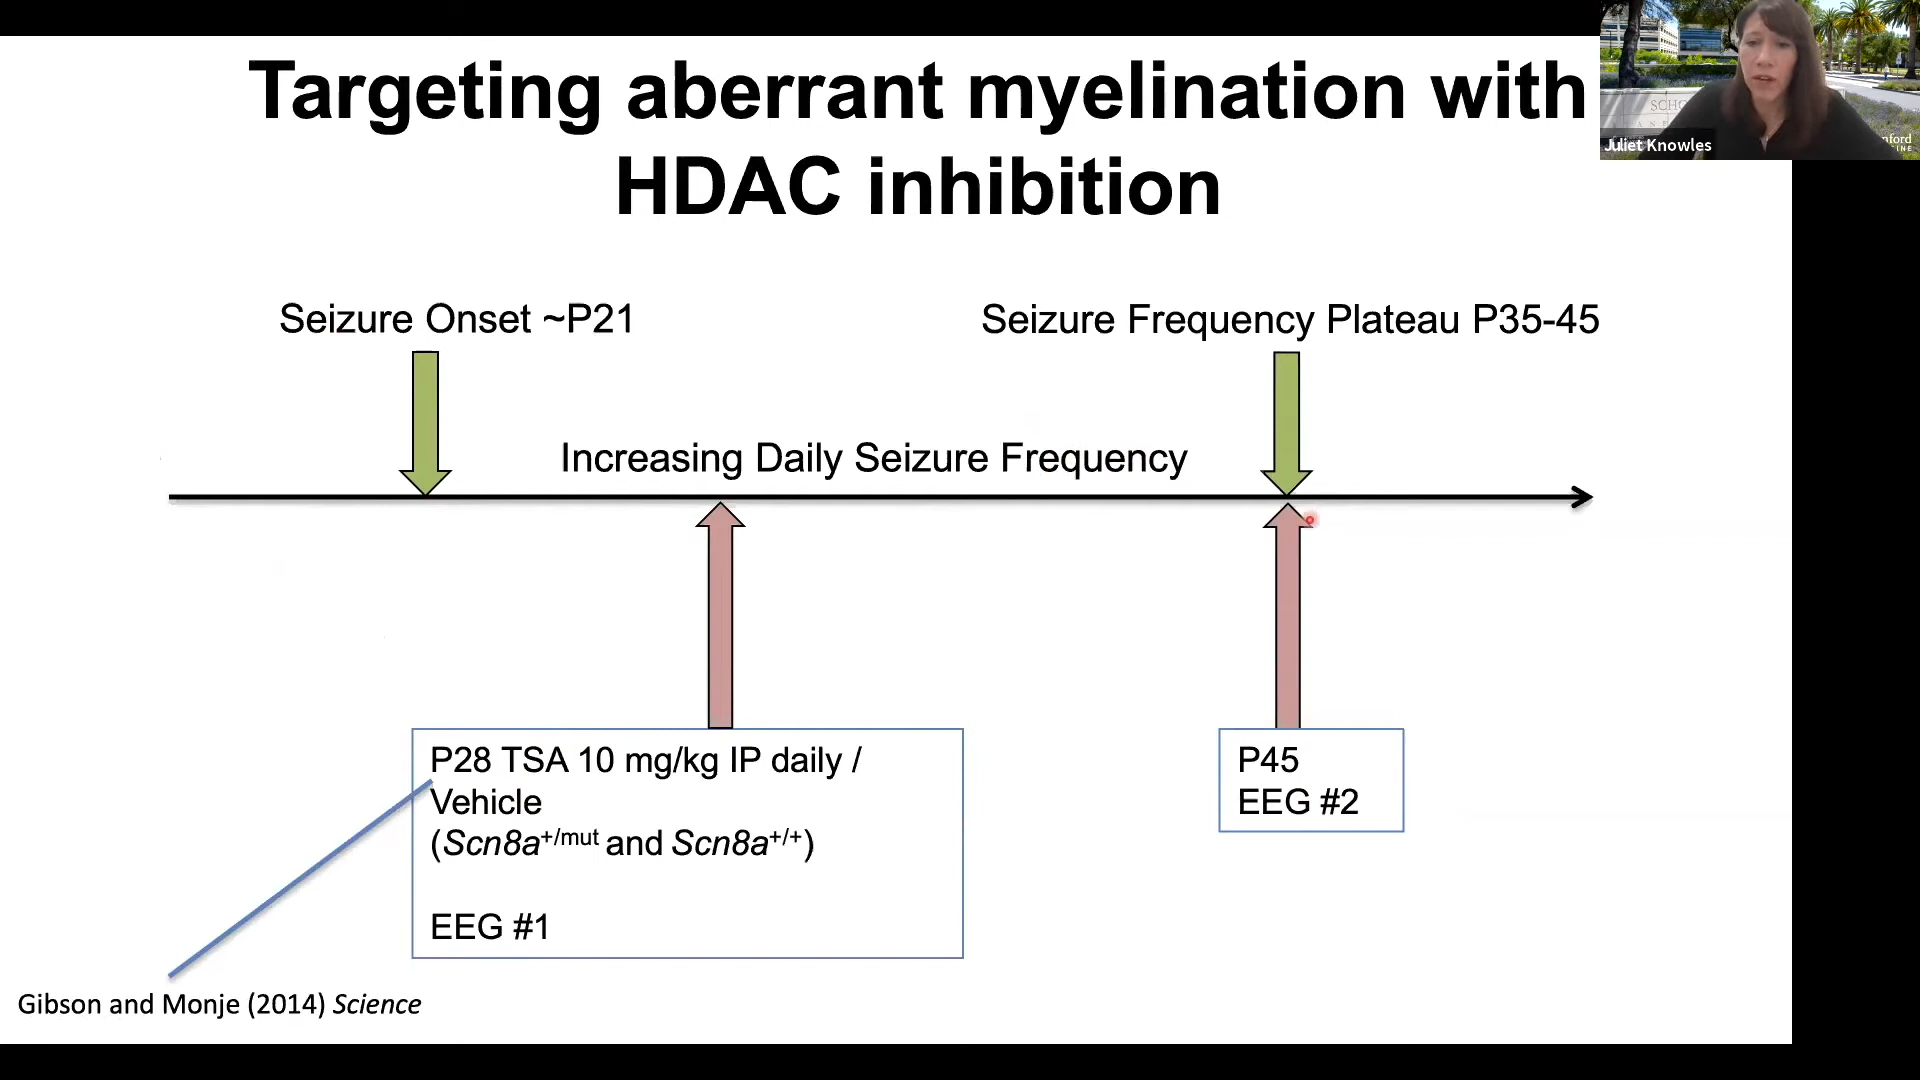 Targeting aberrant myelination with
HDAC inhibition
Juliet Knowles
Seizure Onset ~P21
Seizure Frequency Plateau P35-45
Increasing Daily Seizure Frequency
P28 TSA 10 mg/kg IP daily /
Vehicle
(Scn8a+/mut and Scn8a+/+)
EEG #1
P45
EEG #2
Gibson and Monje (2014) Science